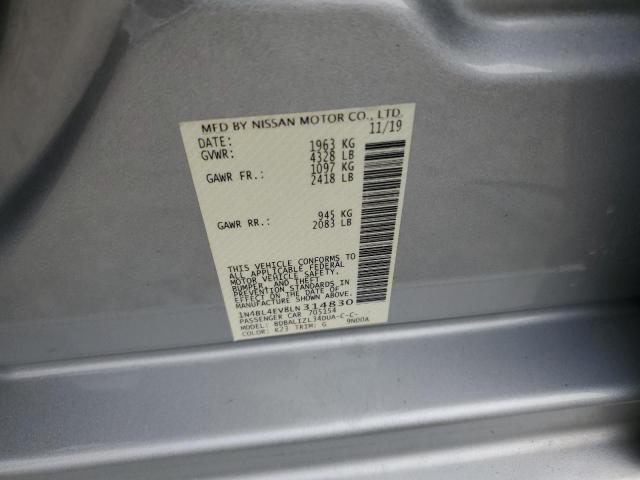 MFD BY NISSAN MOTOR CO., LTD.
DATE: 11/19
GVWR: 1963 KG
4328 LB
GAWR FR.: 1097 KG
2418 LB
GAWR RR.: 945 KG
2083 LB
THIS VEHICLE CONFORMS TO
ALL APPLICABLE FEDERAL
MOTOR VEHICLE SAFETY,
BUMPER, AND THEFT
PREVENTION STANDARDS IN
EFFECT ON THE DATE OF
MANUFACTURE SHOWN ABOVE.
1N4BL4EV8LN314830
PASSENGER CAR 705154
MODEL: BDBALIZL34DUA-C-C-
COLOR: K23 TRIM: G 9N00A